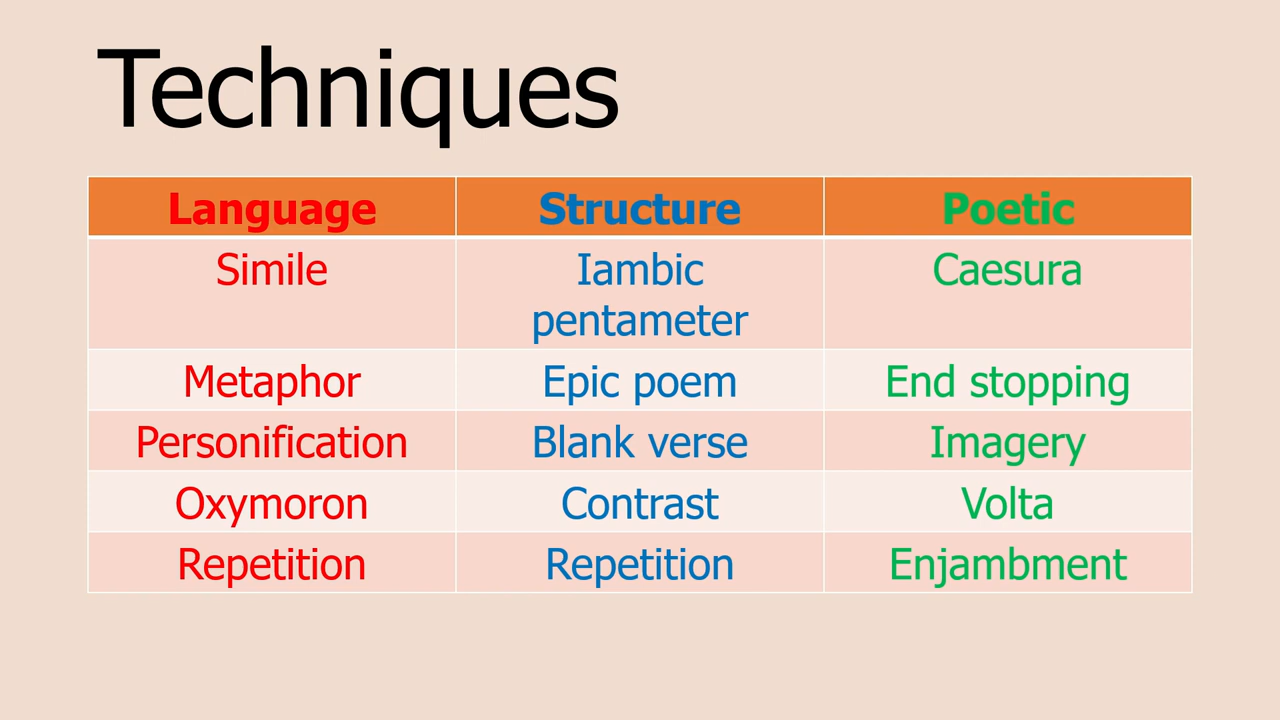 Techniques
Language Structure Poetic
Simile Iambic pentameter Caesura
Metaphor Epic poem End stopping
Personification Blank verse Imagery
Oxymoron Contrast Volta
Repetition Repetition Enjambment